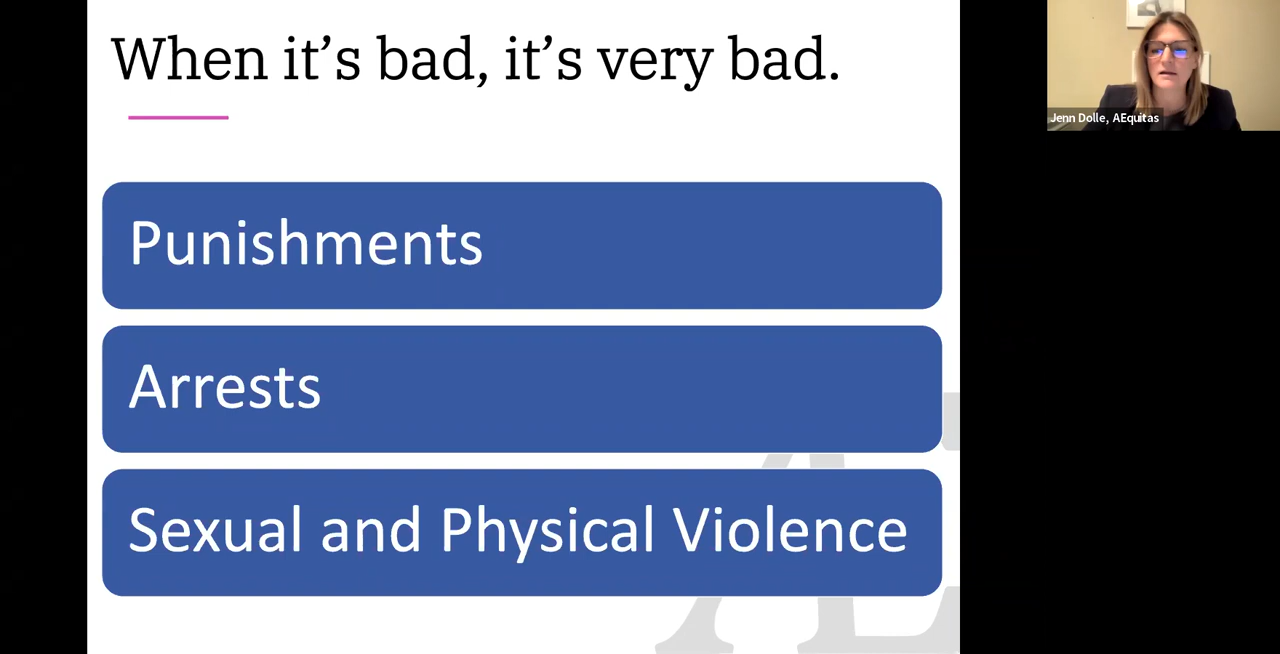 When it’s bad, it’s very bad.
Jenn Dolle, AEquitas
Punishments
Arrests
Sexual and Physical Violence
Æ